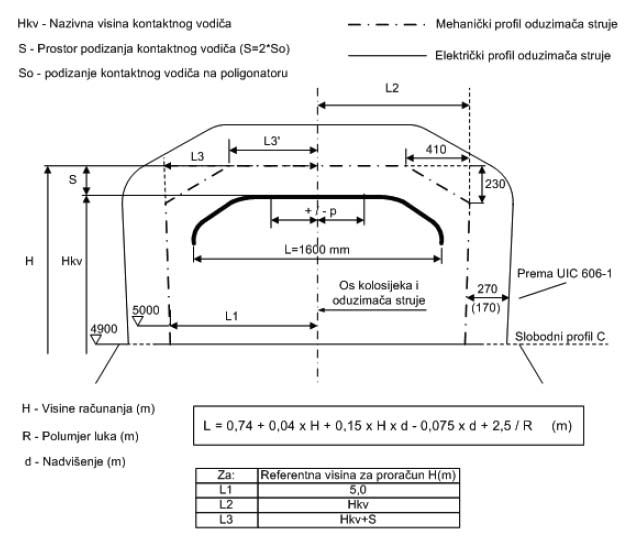 Hkv - Nazivna visina kontaktnog vodiča
S - Prostor podizanja kontaktnog vodiča (S=2*So)
So - podizanje kontaktnog vodiča na poligonatoru
Mehanički profil oduzimača struje
Električki profil oduzimača struje
L2
L3'
L3
410
S
230
+ / - p
H
Hkv
L=1600 mm
Prema UIC 606-1
Os kolosijeka i
oduzimača struje
270
(170)
5000
L1
4900
Slobodni profil C
H - Visine računanja (m)
R - Polumjer luka (m)
d - Nadvišenje (m)
L = 0,74 + 0,04 x H + 0,15 x H x d - 0,075 x d + 2,5 / R (m)
Za: Referentna visina za proračun H(m)
L1 5,0
L2 Hkv
L3 Hkv+S